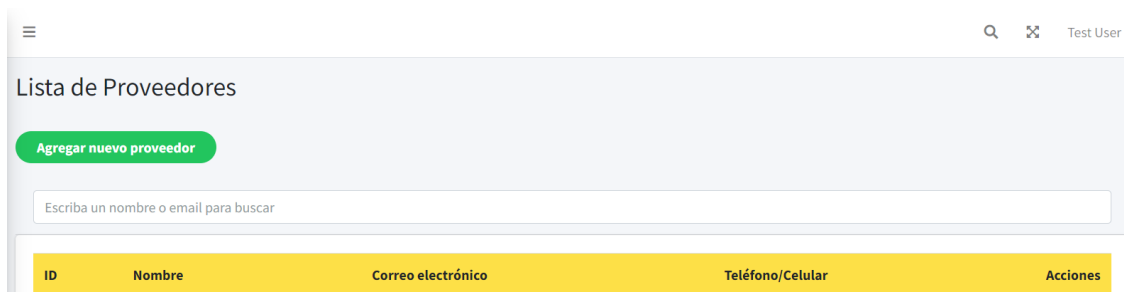 Test User
Lista de Proveedores
Agregar nuevo proveedor
Escriba un nombre o email para buscar
ID Nombre Correo electrónico Teléfono/Celular Acciones